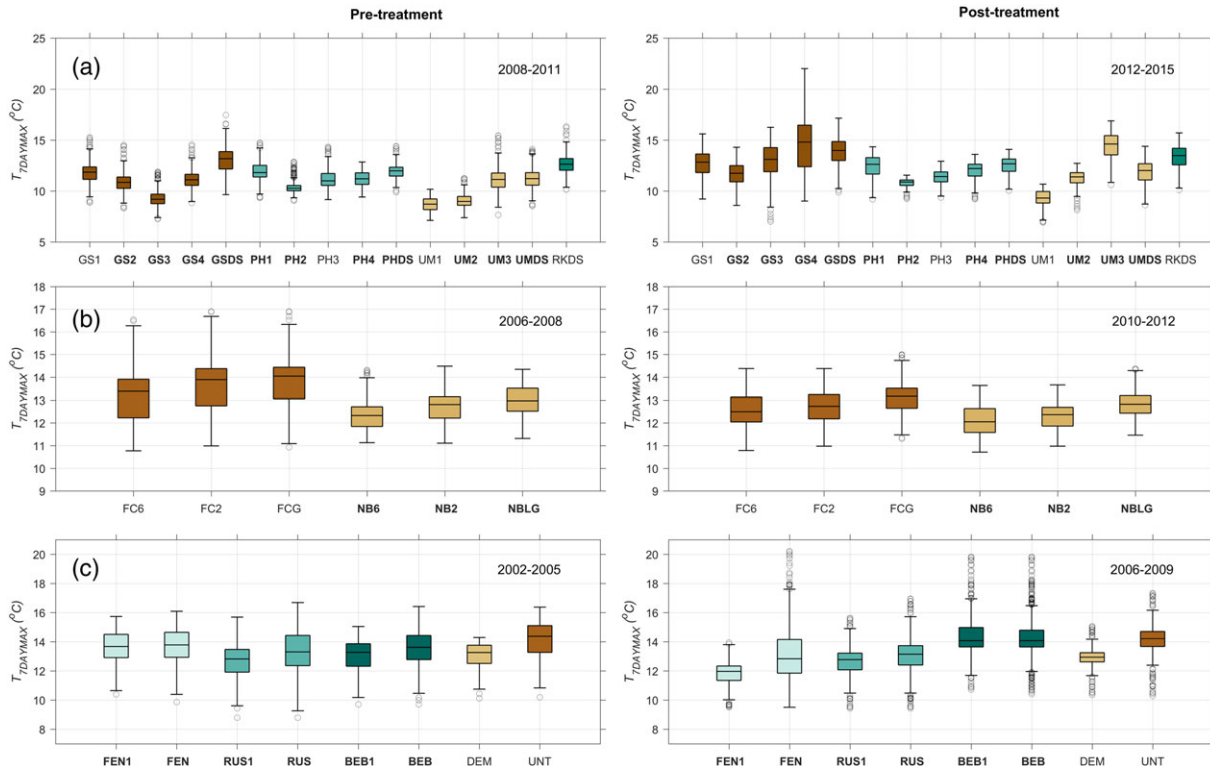 Pre-treatment
Post-treatment
(a)
2008-2011
2012-2015
T7DAYMAX (°C)
25
20
15
10
5
GS1 GS2 GS3 GS4 GSDS PH1 PH2 PH3 PH4 PHDS UM1 UM2 UM3 UMDS RKDS
T7DAYMAX (°C)
25
20
15
10
5
GS1 GS2 GS3 GS4 GSDS PH1 PH2 PH3 PH4 PHDS UM1 UM2 UM3 UMDS RKDS
(b)
2006-2008
2010-2012
T7DAYMAX (°C)
18
17
16
15
14
13
12
11
10
9
FC6 FC2 FCG NB6 NB2 NBLG
T7DAYMAX (°C)
18
17
16
15
14
13
12
11
10
9
FC6 FC2 FCG NB6 NB2 NBLG
(c)
2002-2005
2006-2009
T7DAYMAX (°C)
20
18
16
14
12
10
8
FEN1 FEN RUS1 RUS BEB1 BEB DEM UNT
T7DAYMAX (°C)
20
18
16
14
12
10
8
FEN1 FEN RUS1 RUS BEB1 BEB DEM UNT